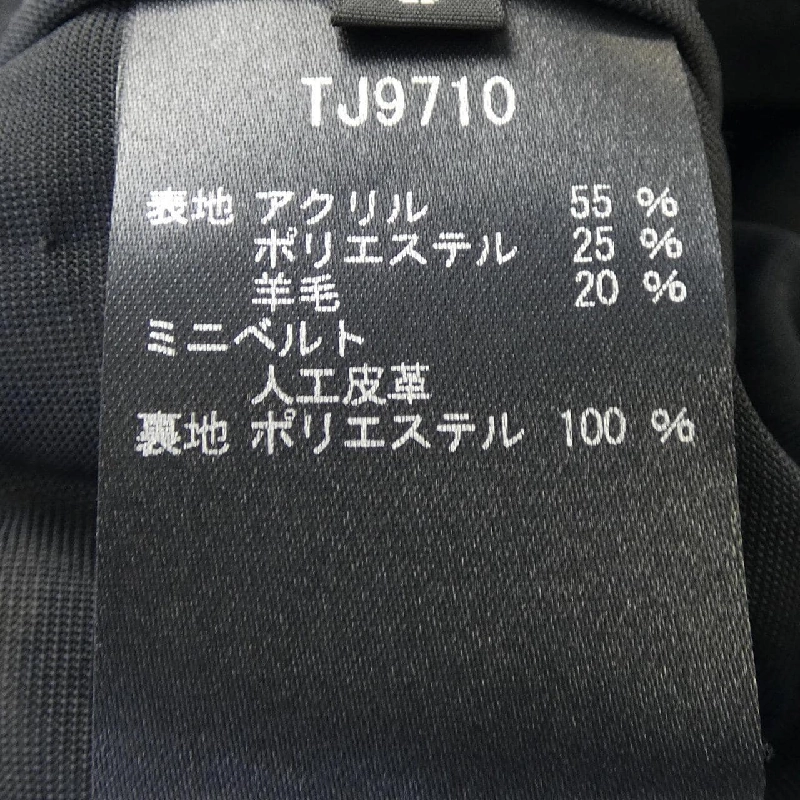 TJ9710
表地 アクリル 55 %
ポリエステル 25 %
羊毛 20 %
ミニベルト
人工皮革
裏地 ポリエステル 100 %